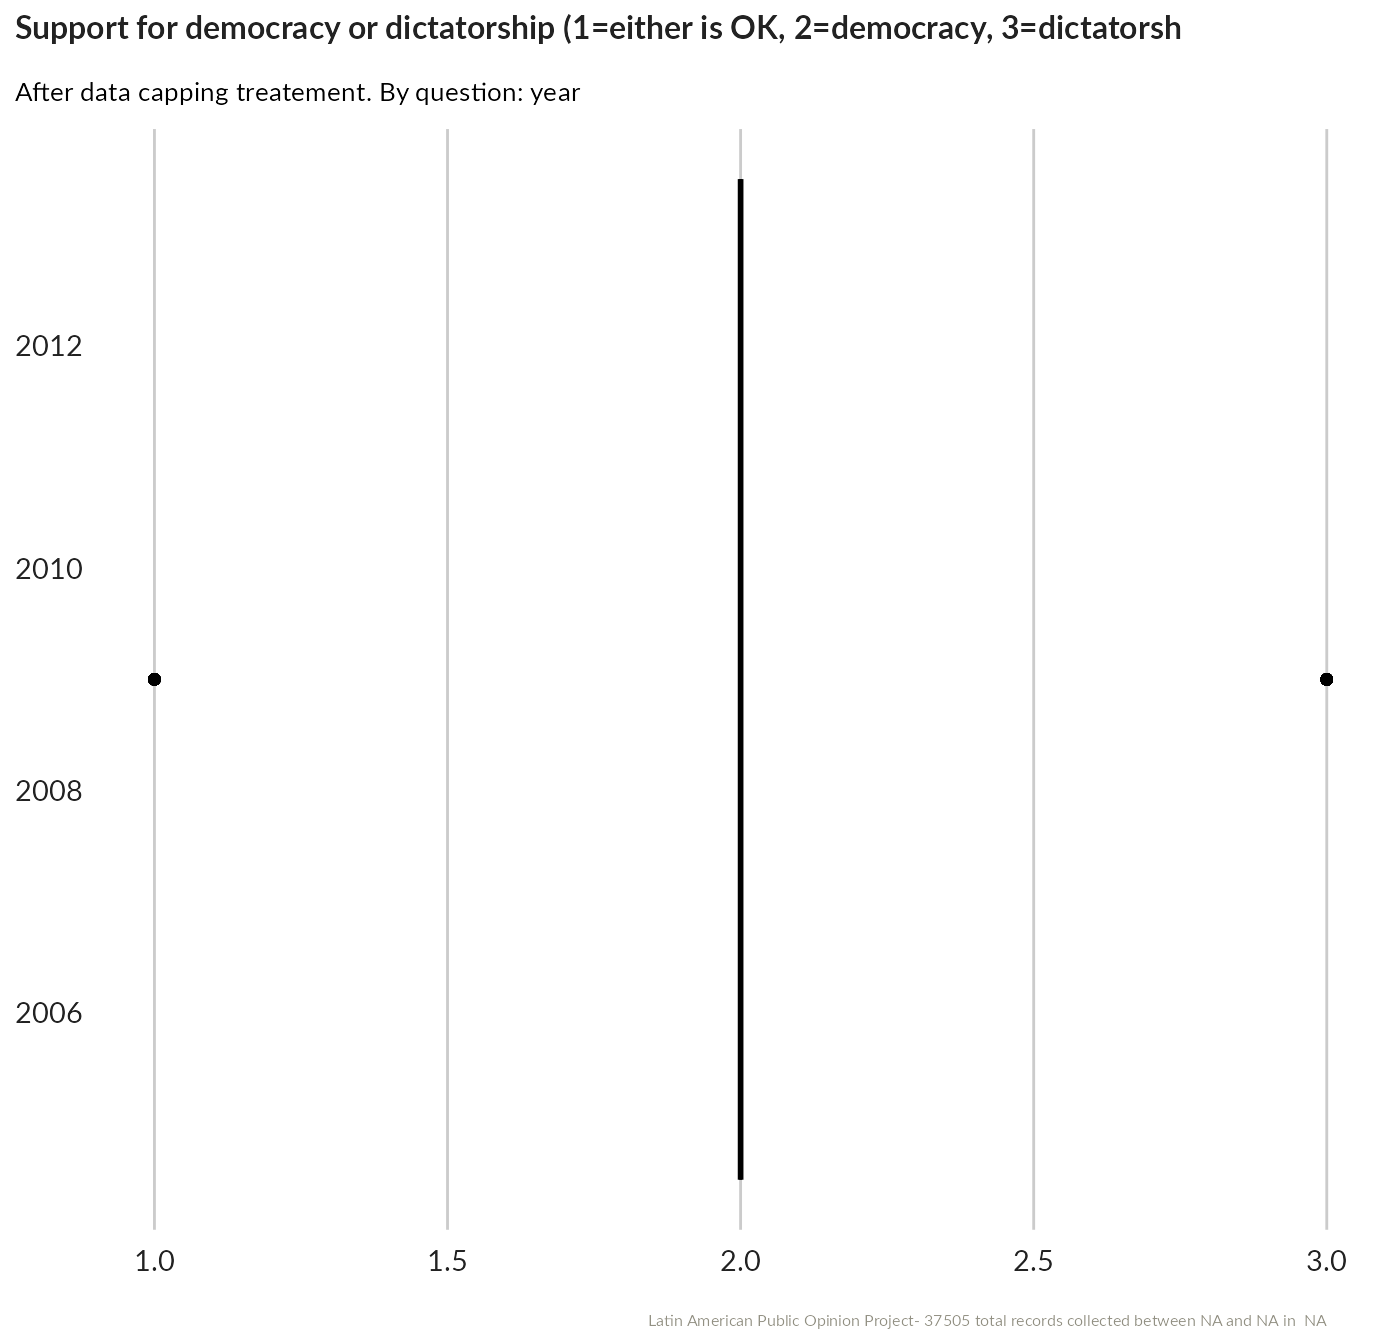 Support for democracy or dictatorship (1=either is OK, 2=democracy, 3=dictatorsh
After data capping treatement. By question: year
2012
2010
2008
2006
1.0 1.5 2.0 2.5 3.0
Latin American Public Opinion Project- 37505 total records collected between NA and NA in  NA